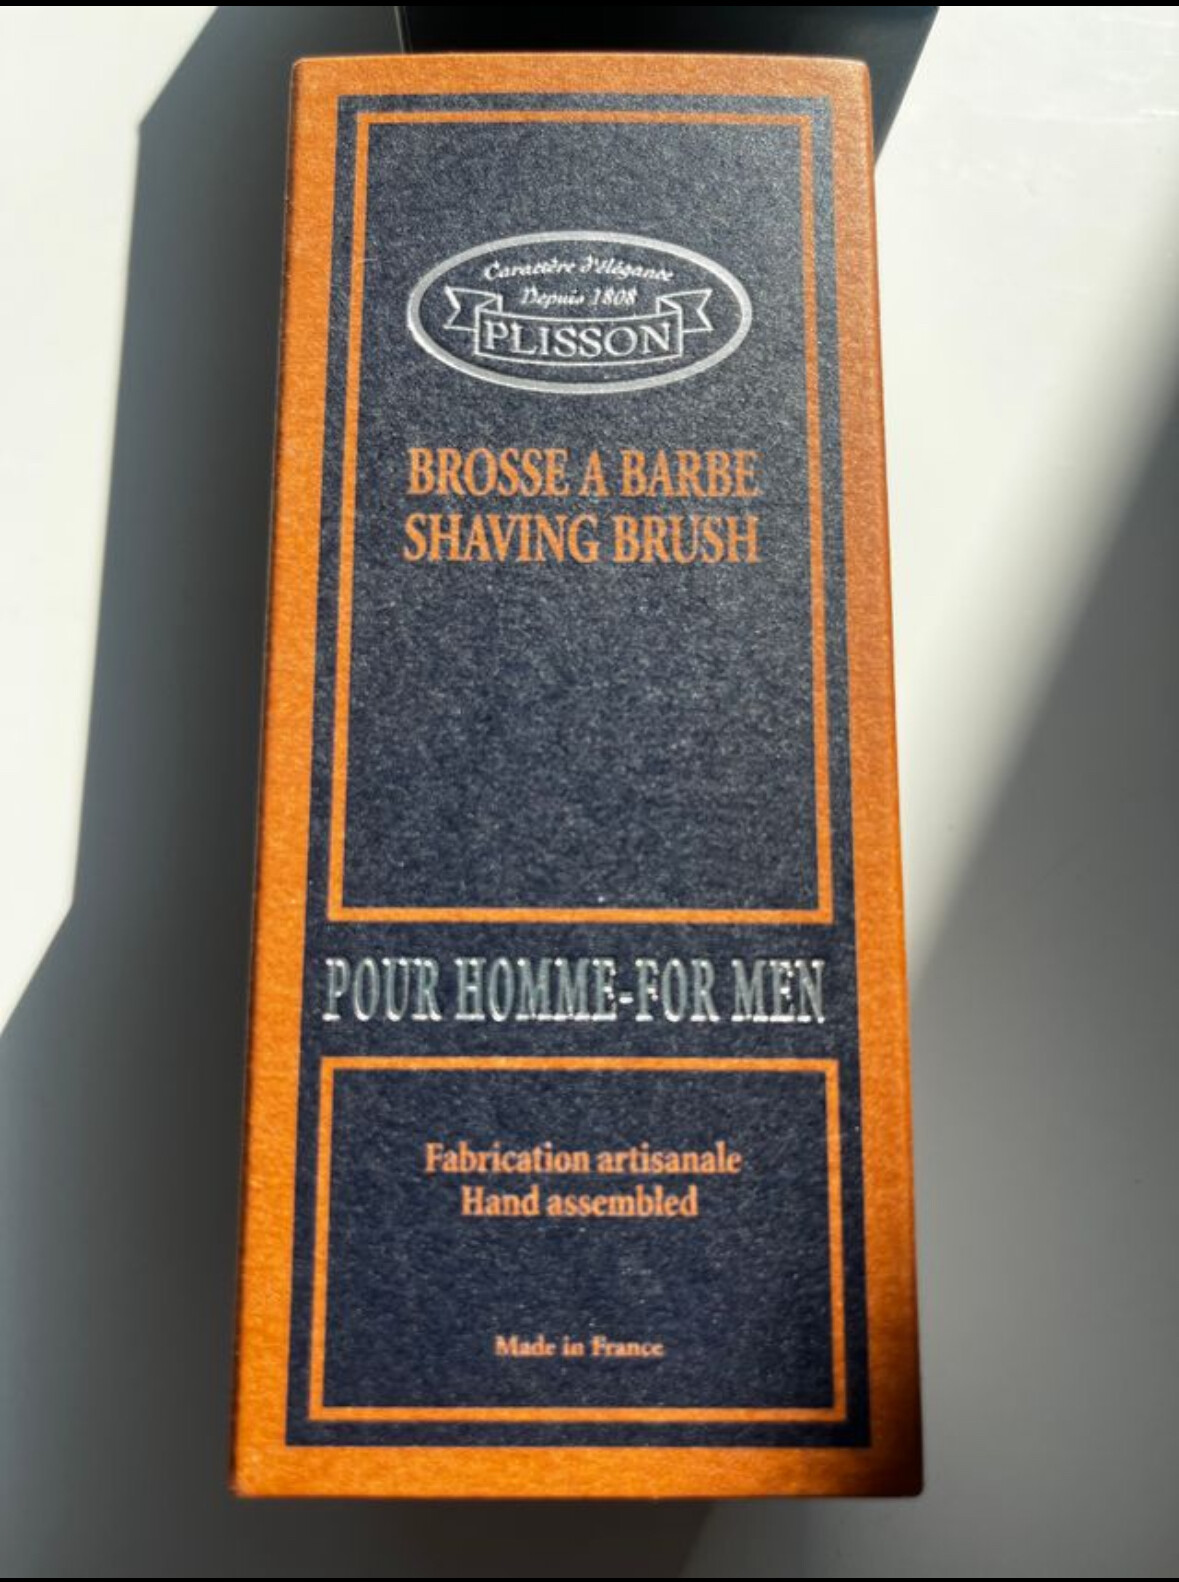 Caractère d'élégance
Depuis 1808
PLISSON
BROSSE A BARBE
SHAVING BRUSH
POUR HOMME-FOR MEN
Fabrication artisanale
Hand assembled
Made in France